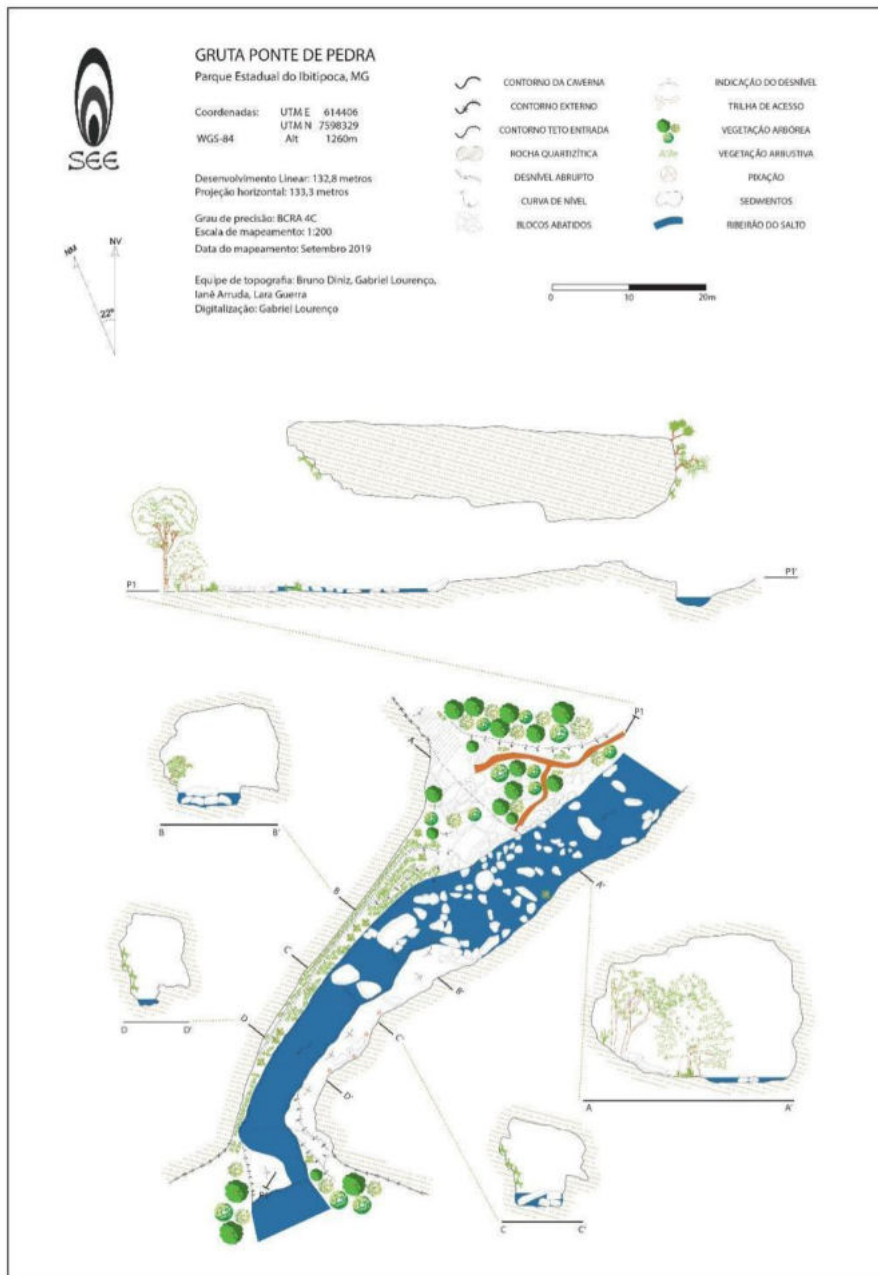 SEE
GRUTA PONTE DE PEDRA
Parque Estadual do Ibitipoca, MG
Coordenadas: UTM E 614406
UTM N 7598329
WGS-84 Alt 1260m
Desenvolvimento Linear: 132,8 metros
Projeção horizontal: 133,3 metros
Grau de precisão: BCRA 4C
Escala de mapeamento: 1:200
Data do mapeamento: Setembro 2019
Equipe de topografia: Bruno Diniz, Gabriel Lourenço,
Ianê Arruda, Lara Guerra
Digitalização: Gabriel Lourenço
NM
NV
22°
CONTORNO DA CAVERNA
CONTORNO EXTERNO
CONTORNO TETO ENTRADA
ROCHA QUARTIZÍTICA
DESNÍVEL ABRUPTO
CURVA DE NÍVEL
BLOCOS ABATIDOS
INDICAÇÃO DO DESNÍVEL
TRILHA DE ACESSO
VEGETAÇÃO ARBÓREA
VEGETAÇÃO ARBUSTIVA
PIXAÇÃO
SEDIMENTOS
RIBEIRÃO DO SALTO
0 10 20m
P1
P1'
P1
A
B
B'
B
A'
C
B'
D
D'
D
C'
D'
A
A'
C
C'